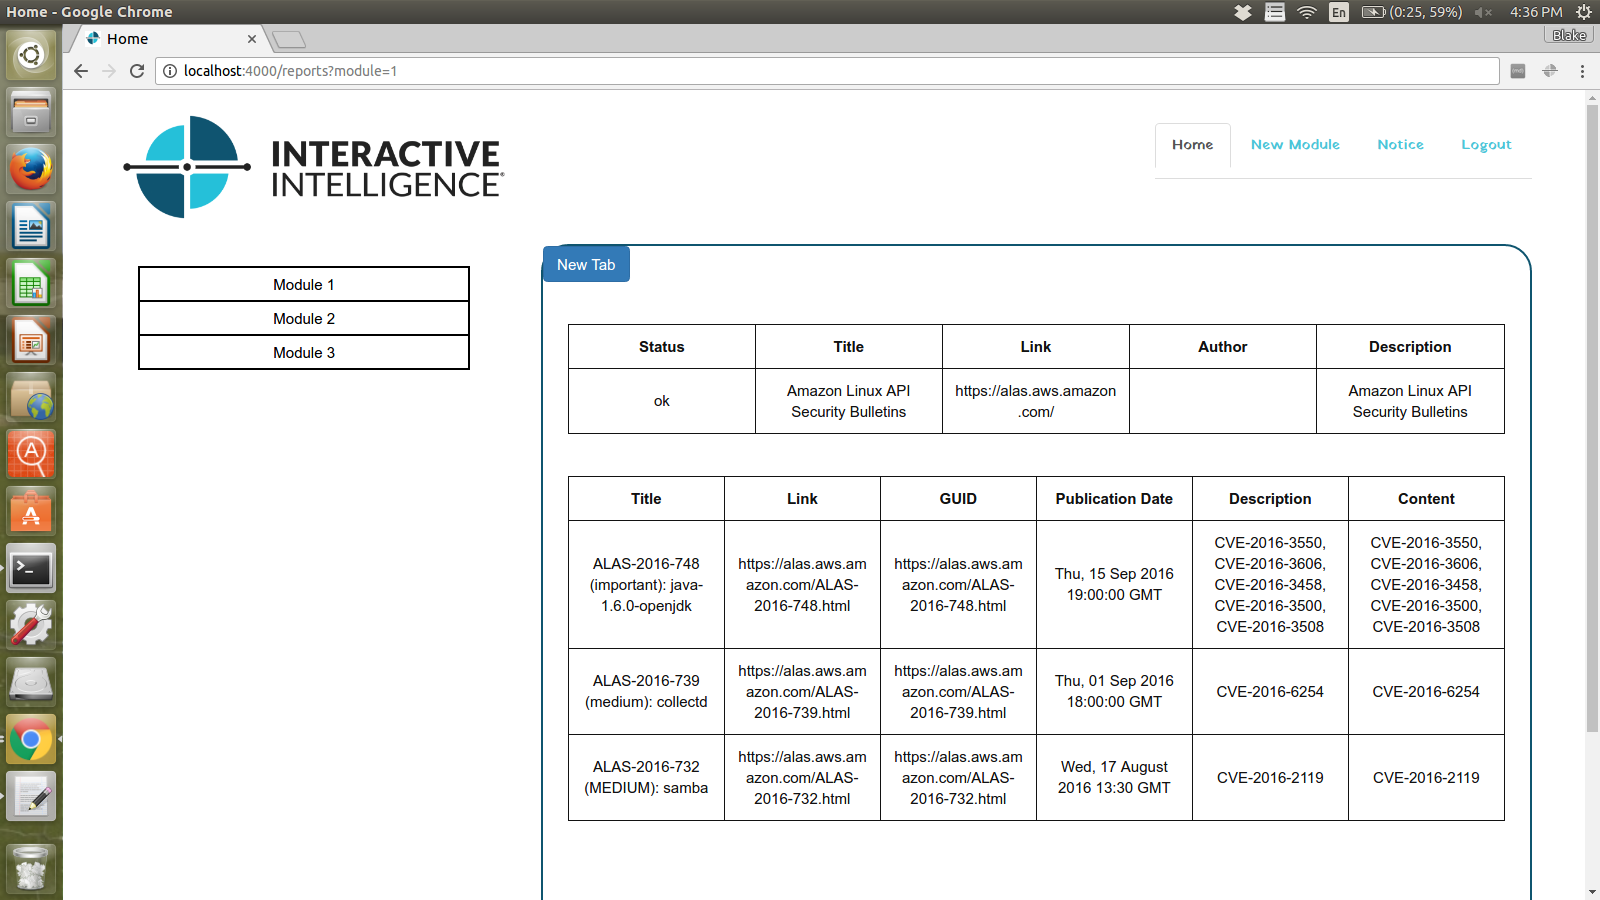 Home - Google Chrome
En
(0:25, 59%)
4:36 PM
Home
Blake
localhost:4000/reports?module=1
INTERACTIVE
INTELLIGENCE
Home
New Module
Notice
Logout
Module 1
Module 2
Module 3
New Tab
Status
Title
Link
Author
Description
ok
Amazon Linux API
Security Bulletins
https://alas.aws.amazon
.com/
Amazon Linux API
Security Bulletins
Title
Link
GUID
Publication Date
Description
Content
ALAS-2016-748
(important): java-
1.6.0-openjdk
https://alas.aws.am
azon.com/ALAS-
2016-748.html
https://alas.aws.am
azon.com/ALAS-
2016-748.html
Thu, 15 Sep 2016
19:00:00 GMT
CVE-2016-3550,
CVE-2016-3606,
CVE-2016-3458,
CVE-2016-3500,
CVE-2016-3508
CVE-2016-3550,
CVE-2016-3606,
CVE-2016-3458,
CVE-2016-3500,
CVE-2016-3508
ALAS-2016-739
(medium): collectd
https://alas.aws.am
azon.com/ALAS-
2016-739.html
https://alas.aws.am
azon.com/ALAS-
2016-739.html
Thu, 01 Sep 2016
18:00:00 GMT
CVE-2016-6254
CVE-2016-6254
ALAS-2016-732
(MEDIUM): samba
https://alas.aws.am
azon.com/ALAS-
2016-732.html
https://alas.aws.am
azon.com/ALAS-
2016-732.html
Wed, 17 August
2016 13:30 GMT
CVE-2016-2119
CVE-2016-2119